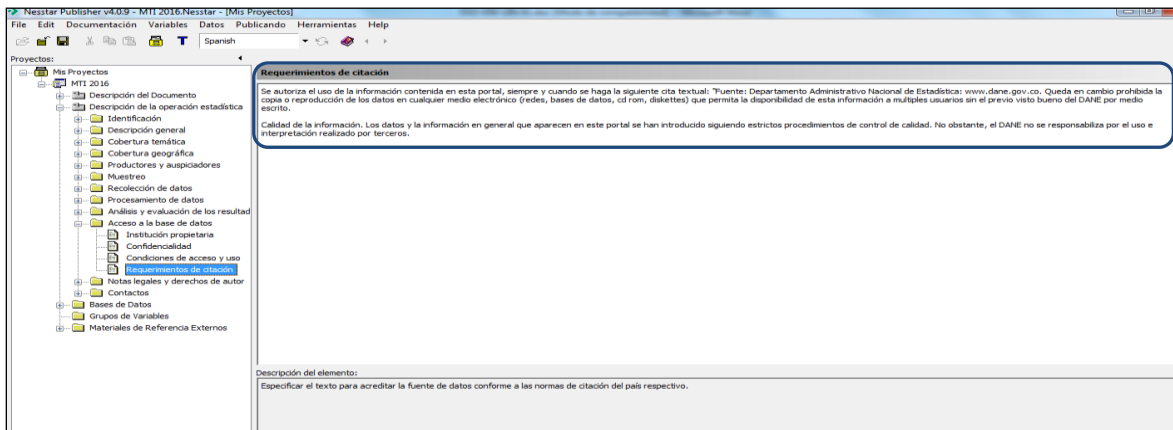 Nesstar Publisher v4.0.9 - MTI 2016.Nesstar - [Mis Proyectos]
File Edit Documentación Variables Datos Publicando Herramientas Help
T Spanish
Proyectos:
Mis Proyectos
MTI 2016
Descripción del Documento
Descripción de la operación estadística
Identificación
Descripción general
Cobertura temática
Cobertura geográfica
Productores y auspiciadores
Muestreo
Recolección de datos
Procesamiento de datos
Análisis y evaluación de los resultad
Acceso a la base de datos
Institución propietaria
Confidencialidad
Condiciones de acceso y uso
Requerimientos de citación
Notas legales y derechos de autor
Contactos
Bases de Datos
Grupos de Variables
Materiales de Referencia Externos
Requerimientos de citación
Se autoriza el uso de la información contenida en este portal, siempre y cuando se haga la siguiente cita textual: "Fuente: Departamento Administrativo Nacional de Estadística: www.dane.gov.co. Queda en cambio prohibida la
copia o reproducción de los datos en cualquier medio electrónico (redes, bases de datos, cd rom, diskettes) que permita la disponibilidad de esta información a multiples usuarios sin el previo visto bueno del DANE por medio
escrito.
Calidad de la información. Los datos y la información en general que aparecen en este portal se han introducido siguiendo estrictos procedimientos de control de calidad. No obstante, el DANE no se responsabiliza por el uso e
interpretación realizado por terceros.
Descripción del elemento:
Especificar el texto para acreditar la fuente de datos conforme a las normas de citación del país respectivo.